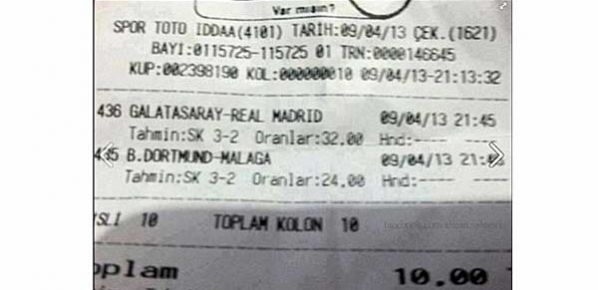 Var mısın?
SPOR TOTO IDDAA(4101) TARIH:09/04/13 ÇEK.(1621)
BAYI:0115725-115725 01 TRN:0000146645
KUP:002398190 KOL:000000010 09/04/13-21:13:32
436 GALATASARAY-REAL MADRID 09/04/13 21:45
Tahmin:SK 3-2 Oranlar:32.00 Hnd:---- ----
435 B.DORTMUND-MALAGA 09/04/13
Tahmin:SK 3-2 Oranlar:24.00 Hnd:---- ----
ISLI 10 TOPLAM KOLON 10
oplam 10.00